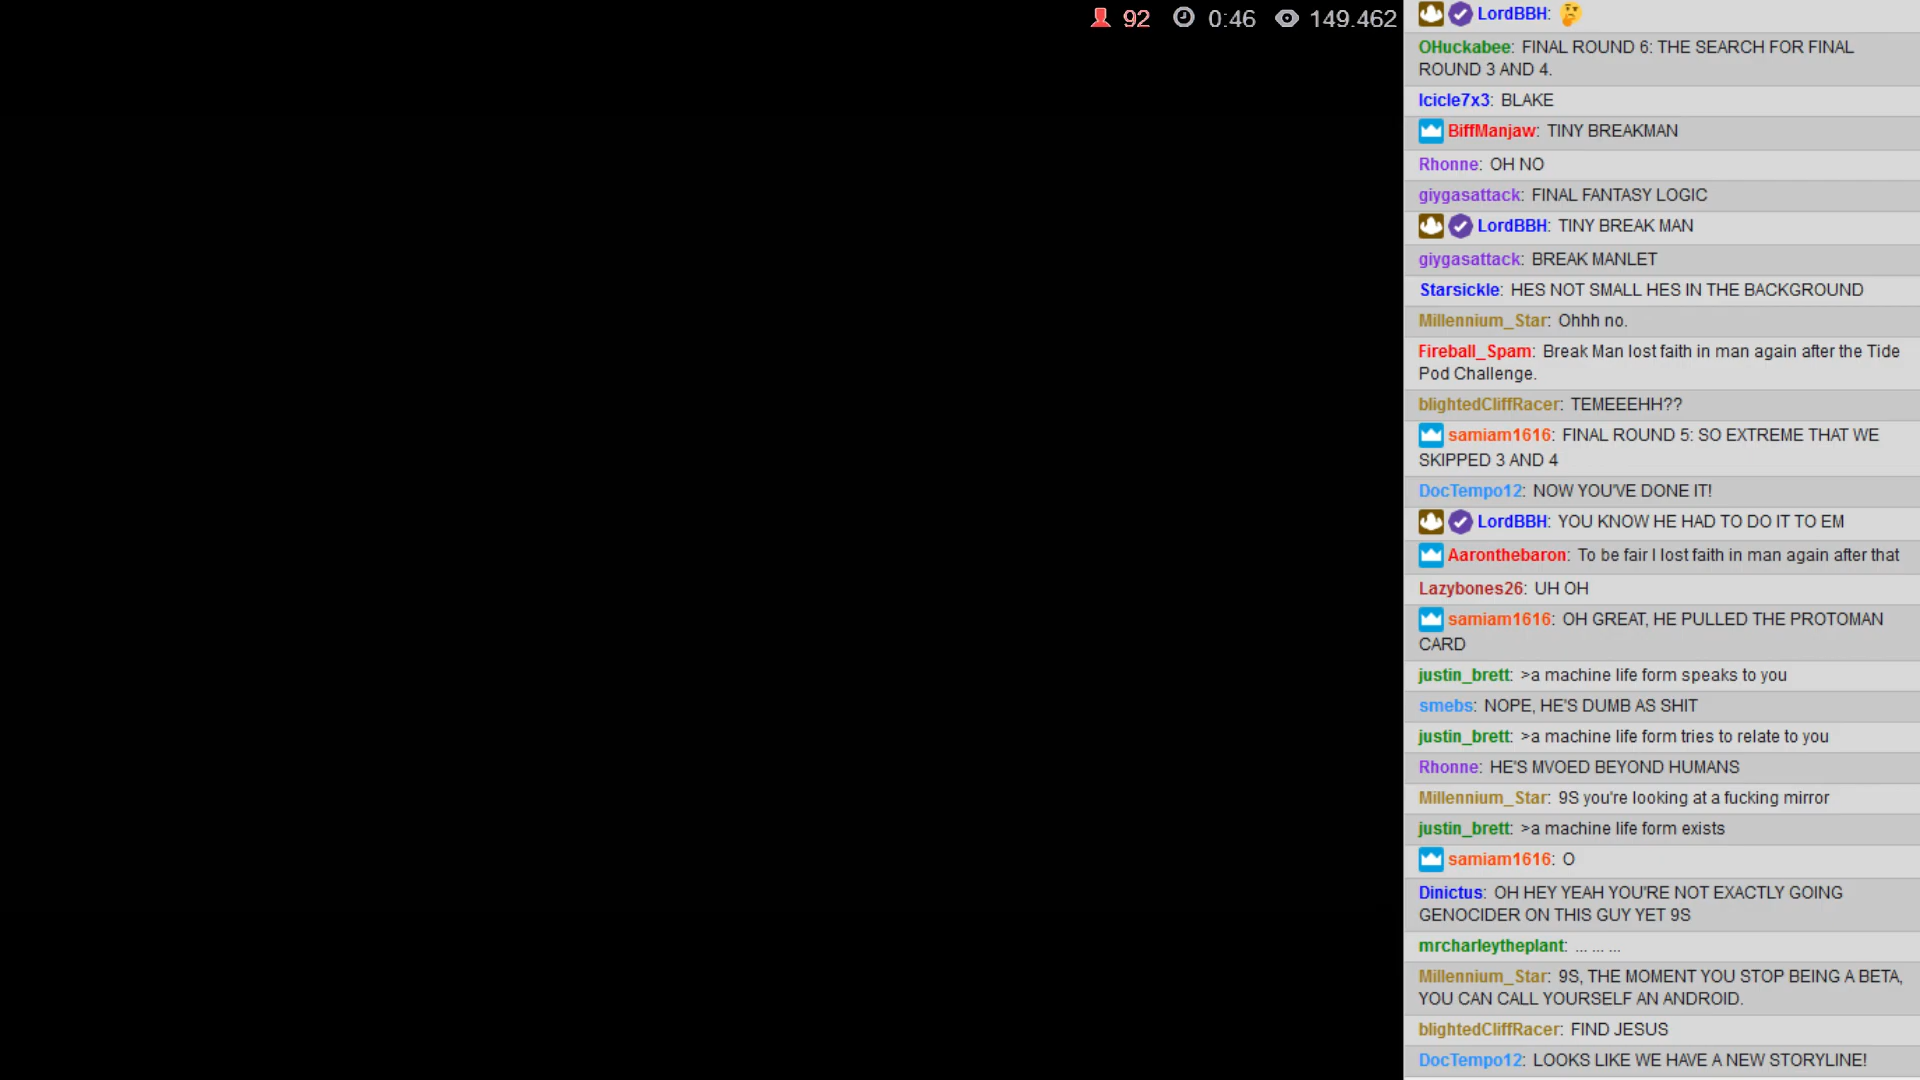 92 0:46 149.462
LordBBH: 🤔
OHuckabee: FINAL ROUND 6: THE SEARCH FOR FINAL
ROUND 3 AND 4.
Icicle7x3: BLAKE
BiffManjaw: TINY BREAKMAN
Rhonne: OH NO
giygasattack: FINAL FANTASY LOGIC
LordBBH: TINY BREAK MAN
giygasattack: BREAK MANLET
Starsickle: HES NOT SMALL HES IN THE BACKGROUND
Millennium_Star: Ohhh no.
Fireball_Spam: Break Man lost faith in man again after the Tide
Pod Challenge.
blightedCliffRacer: TEMEEEHH??
samiam1616: FINAL ROUND 5: SO EXTREME THAT WE
SKIPPED 3 AND 4
DocTempo12: NOW YOU'VE DONE IT!
LordBBH: YOU KNOW HE HAD TO DO IT TO EM
Aaronthebaron: To be fair I lost faith in man again after that
Lazybones26: UH OH
samiam1616: OH GREAT, HE PULLED THE PROTOMAN
CARD
justin_brett: >a machine life form speaks to you
smebs: NOPE, HE'S DUMB AS SHIT
justin_brett: >a machine life form tries to relate to you
Rhonne: HE'S MVOED BEYOND HUMANS
Millennium_Star: 9S you're looking at a fucking mirror
justin_brett: >a machine life form exists
samiam1616: O
Dinictus: OH HEY YEAH YOU'RE NOT EXACTLY GOING
GENOCIDER ON THIS GUY YET 9S
mrcharleytheplant: ... ... ...
Millennium_Star: 9S, THE MOMENT YOU STOP BEING A BETA,
YOU CAN CALL YOURSELF AN ANDROID.
blightedCliffRacer: FIND JESUS
DocTempo12: LOOKS LIKE WE HAVE A NEW STORYLINE!